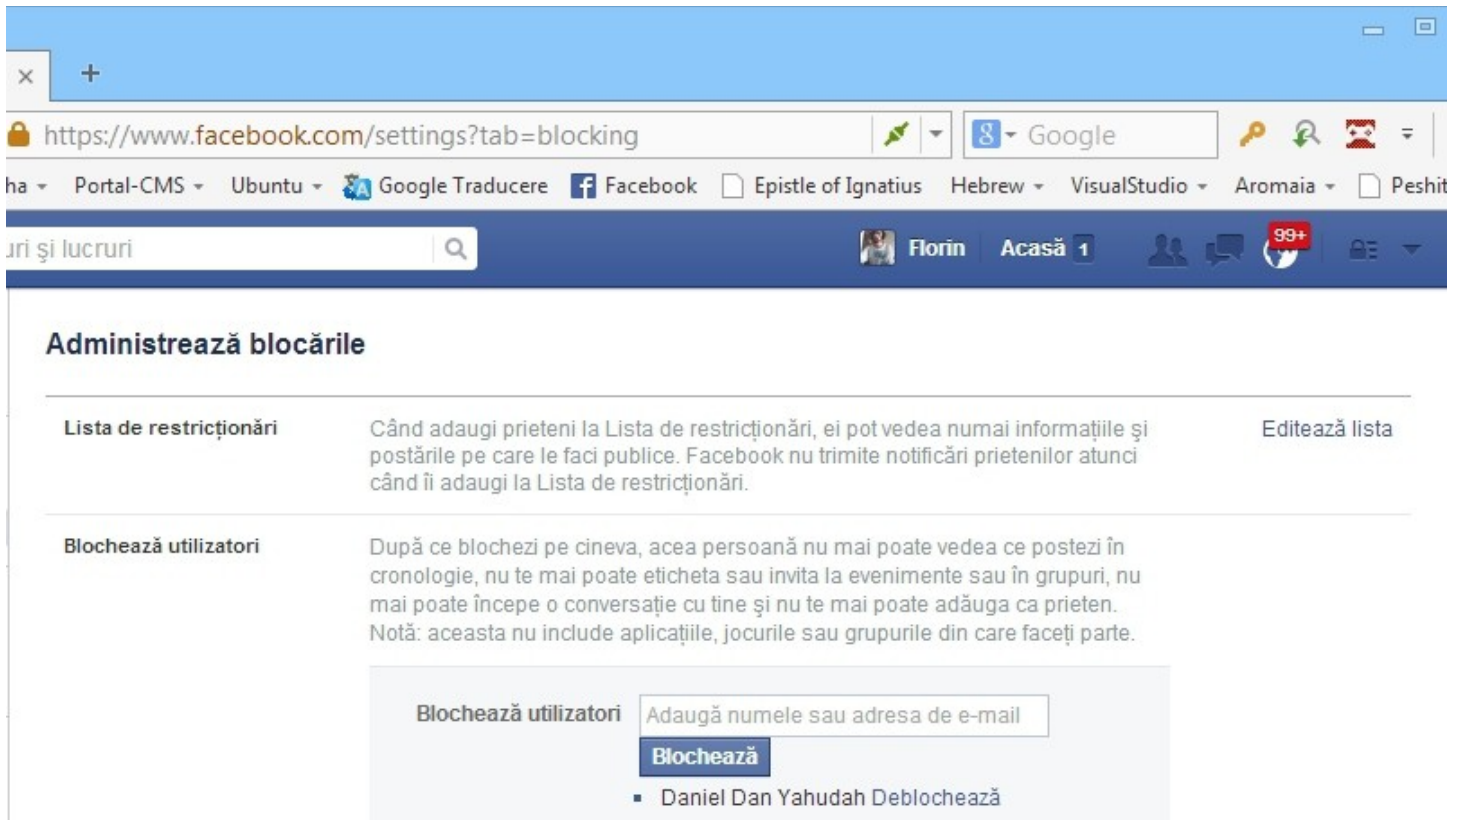 https://www.facebook.com/settings?tab=blocking
Google
Portal-CMS
Ubuntu
Google Traducere
Facebook
Epistle of Ignatius
Hebrew
VisualStudio
Aromaia
şi lucruri
Florin
Acasă 1
99+
Administrează blocările
Lista de restricționări
Când adaugi prieteni la Lista de restricționări, ei pot vedea numai informațiile şi
postările pe care le faci publice. Facebook nu trimite notificări prietenilor atunci
când îi adaugi la Lista de restricționări.
Editează lista
Blochează utilizatori
După ce blochezi pe cineva, acea persoană nu mai poate vedea ce postezi în
cronologie, nu te mai poate eticheta sau invita la evenimente sau în grupuri, nu
mai poate începe o conversație cu tine şi nu te mai poate adăuga ca prieten.
Notă: aceasta nu include aplicațiile, jocurile sau grupurile din care faceți parte.
Blochează utilizatori
Adaugă numele sau adresa de e-mail
Blochează
Daniel Dan Yahudah Deblochează